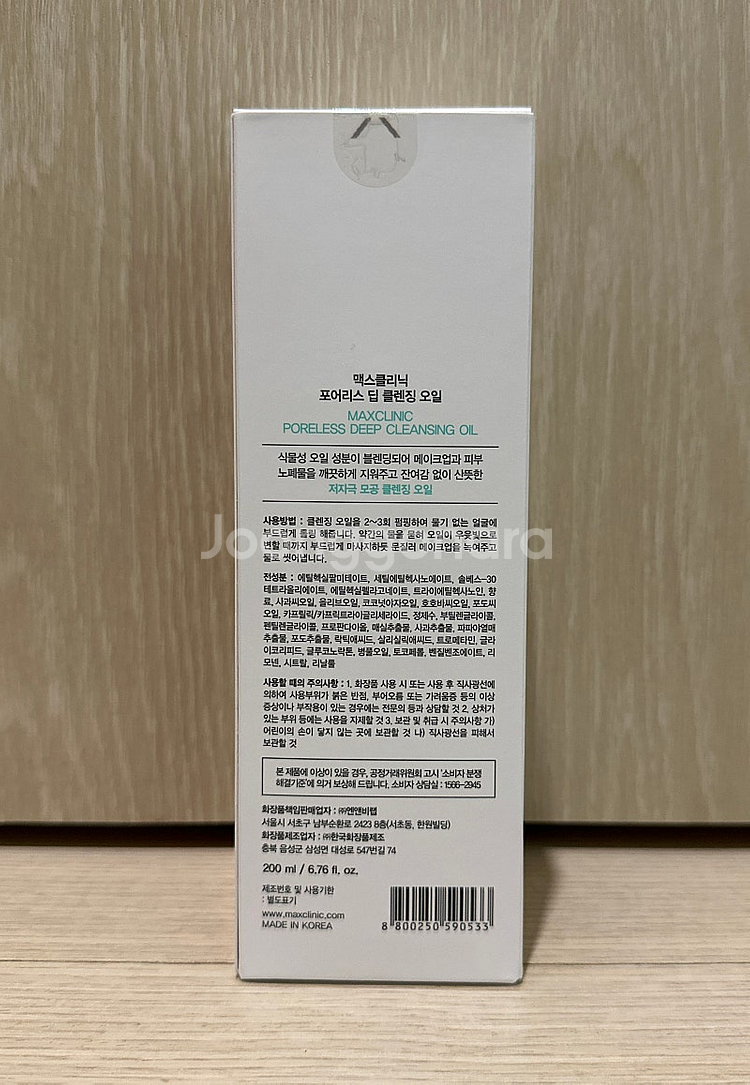 맥스클리닉
포어리스 딥 클렌징 오일
MAXCLINIC
PORELESS DEEP CLEANSING OIL
식물성 오일 성분이 블렌딩되어 메이크업과 피부
노폐물을 깨끗하게 지워주고 잔여감 없이 산뜻한
저자극 모공 클렌징 오일
사용방법 : 클렌징 오일을 2~3회 펌핑하여 물기 없는 얼굴에
부드럽게 롤링 해줍니다. 약간의 물을 묻혀 오일이 우윳빛으로
변할 때까지 부드럽게 마사지하듯 문질러 메이크업을 녹여주고
물로 씻어냅니다.
Joonggonara
전성분 : 에틸헥실팔미테이트, 세틸에틸헥사노에이트, 솔베스-30
테트라올리에이트, 에틸헥실펠라고네이트, 트라이에틸헥사노인, 향
료, 사과씨오일, 올리브오일, 코코넛야자오일, 호호바씨오일, 포도씨
오일, 카프릴릭/카프릭트라이글리세라이드, 정제수, 부틸렌글라이콜,
펜틸렌글라이콜, 프로판다이올, 매실추출물, 사과추출물, 파파야열매
추출물, 포도추출물, 락틱애씨드, 살리실릭애씨드, 트로메타민, 글라
이코리피드, 글루코노락톤, 병풀오일, 토코페롤, 벤질벤조에이트, 리
모넨, 시트랄, 리날룰
사용할 때의 주의사항 : 1. 화장품 사용 시 또는 사용 후 직사광선에
의하여 사용부위가 붉은 반점, 부어오름 또는 가려움증 등의 이상
증상이나 부작용이 있는 경우에는 전문의 등과 상담할 것 2. 상처가
있는 부위 등에는 사용을 자제할 것 3. 보관 및 취급 시 주의사항 가)
어린이의 손이 닿지 않는 곳에 보관할 것 나) 직사광선을 피해서
보관할 것
본 제품에 이상이 있을 경우, 공정거래위원회 고시 '소비자 분쟁
해결기준'에 의거 보상해 드립니다. 소비자 상담실 : 1566-2945
화장품책임판매업자 : ㈜엔앤비랩
서울시 서초구 남부순환로 2423 8층(서초동, 한원빌딩)
화장품제조업자 : ㈜한국화장품제조
충북 음성군 삼성면 대성로 547번길 74
200 ml / 6.76 fl. oz.
제조번호 및 사용기한
: 별도표기
www.maxclinic.com
MADE IN KOREA
8 800250 590533